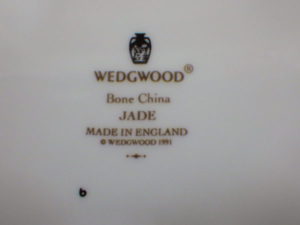 WEDGWOOD®
Bone China
JADE
MADE IN ENGLAND
© WEDGWOOD 1991
b